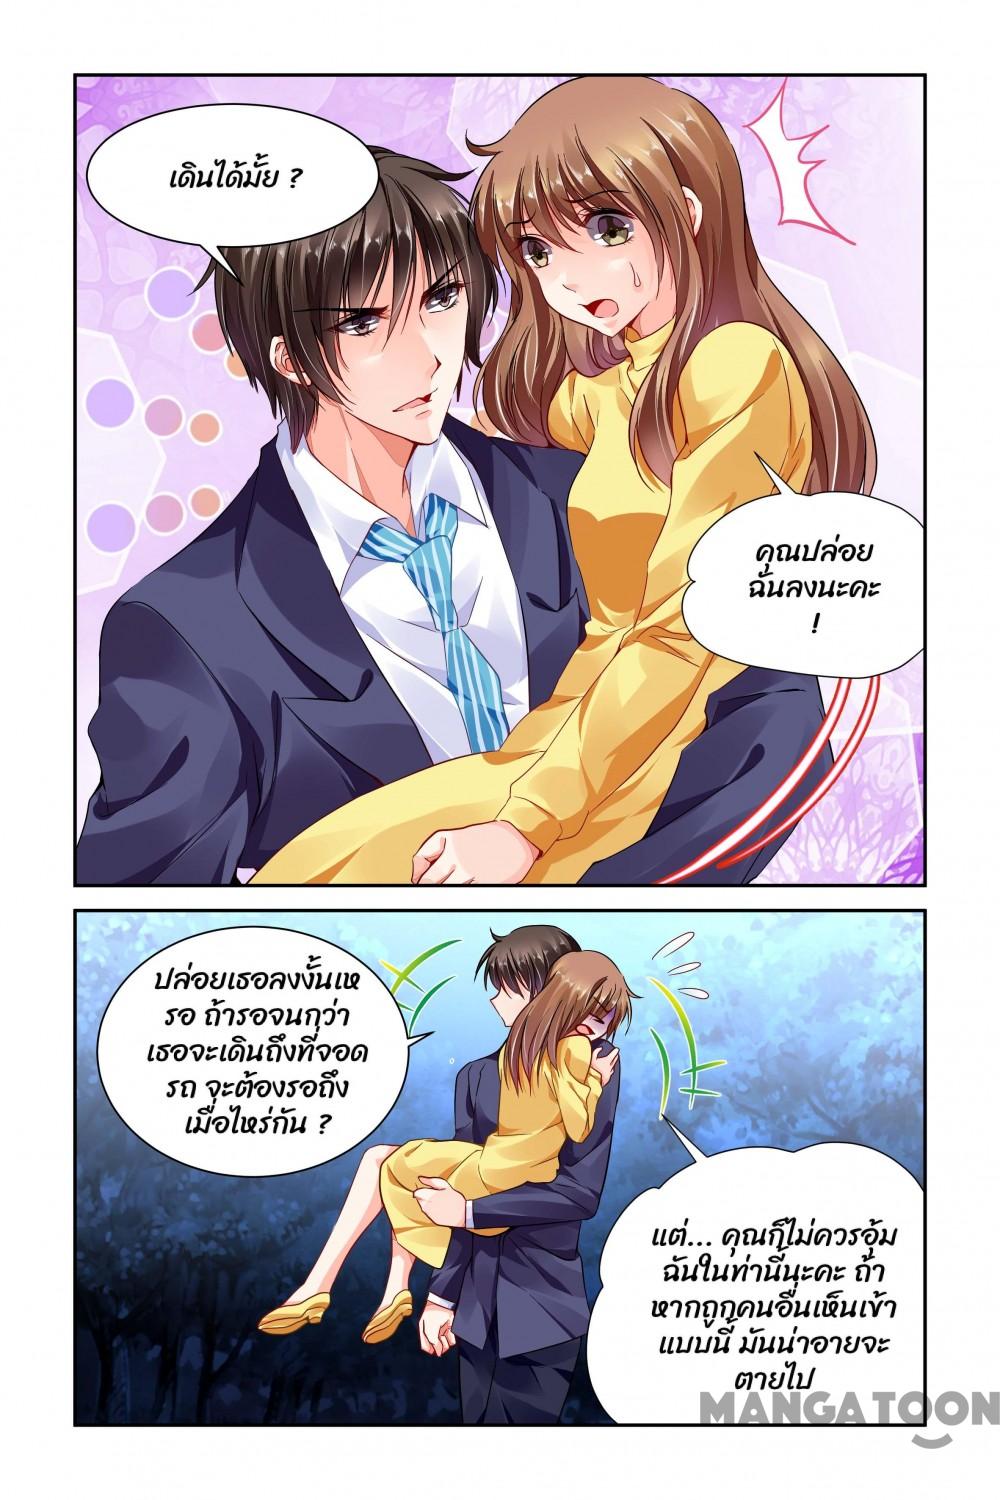 เดินได้มั้ย ?
คุณปล่อย
ฉันลงนะคะ
!
ปล่อยเธอลงงั้นเห
รอ ถ้ารอจนกว่า
เธอจะเดินถึงที่จอด
รถ จะต้องรอถึง
เมื่อไหร่กัน ?
แต่... คุณก็ไม่ควรอุ้ม
ฉันในท่านี้นะคะ ถ้า
หากถูกคนอื่นเห็นเข้า
แบบนี้ มันน่าอายจะ
ตายไป
MANGATOON